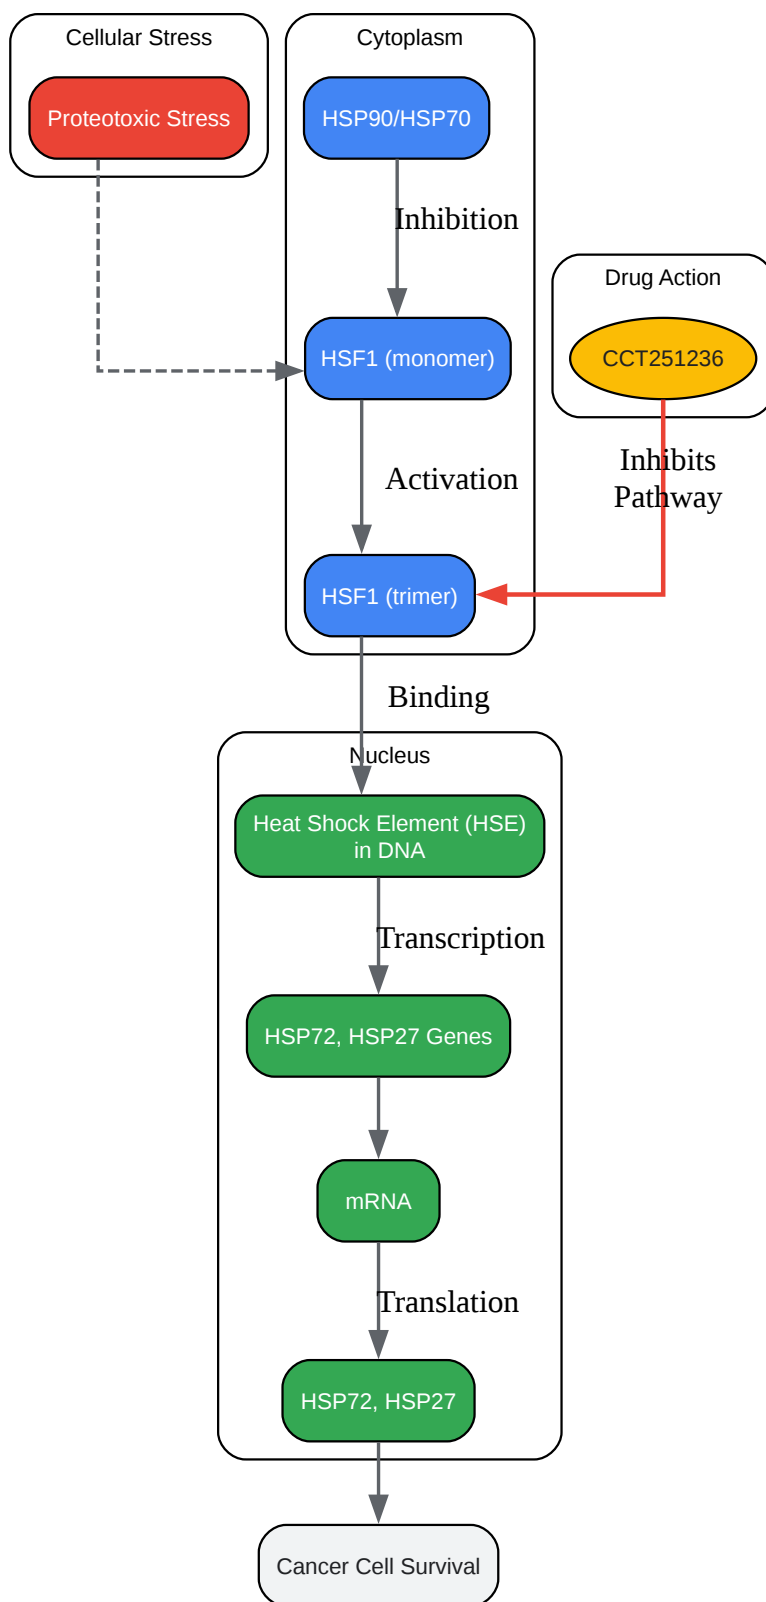 Cellular Stress
Cytoplasm
Proteotoxic Stress
HSP90/HSP70
Inhibition
Drug Action
HSF1 (monomer)
CCT251236
Inhibits
Pathway
Activation
HSF1 (trimer)
Binding
Nucleus
Heat Shock Element (HSE)
in DNA
Transcription
HSP72, HSP27 Genes
mRNA
Translation
HSP72, HSP27
Cancer Cell Survival